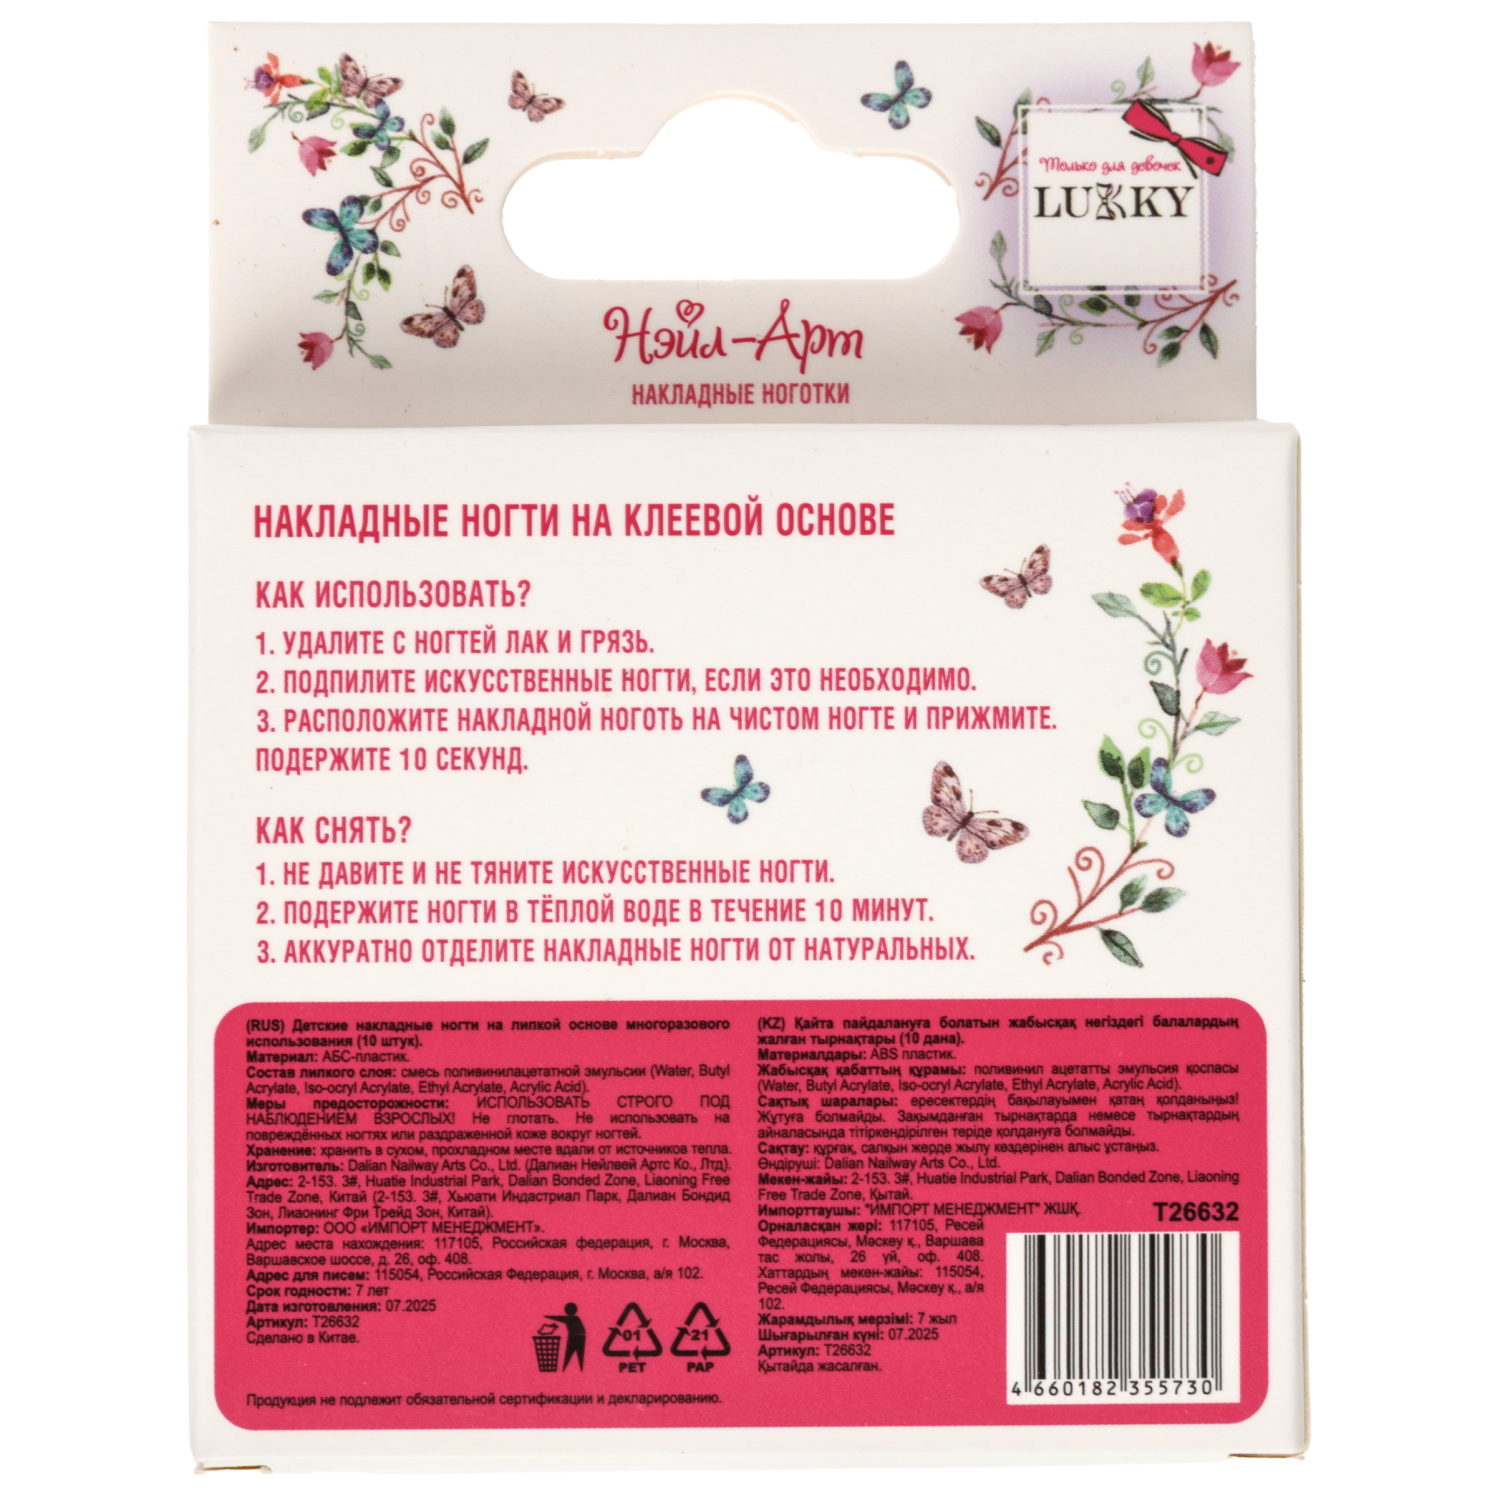 Только для девочек
LUKKY
Нэйл-Арт
НАКЛАДНЫЕ НОГОТКИ
НАКЛАДНЫЕ НОГТИ НА КЛЕЕВОЙ ОСНОВЕ
КАК ИСПОЛЬЗОВАТЬ?
1. УДАЛИТЕ С НОГТЕЙ ЛАК И ГРЯЗЬ.
2. ПОДПИЛИТЕ ИСКУССТВЕННЫЕ НОГТИ, ЕСЛИ ЭТО НЕОБХОДИМО.
3. РАСПОЛОЖИТЕ НАКЛАДНОЙ НОГОТЬ НА ЧИСТОМ НОГТЕ И ПРИЖМИТЕ.
ПОДЕРЖИТЕ 10 СЕКУНД.
КАК СНЯТЬ?
1. НЕ ДАВИТЕ И НЕ ТЯНИТЕ ИСКУССТВЕННЫЕ НОГТИ.
2. ПОДЕРЖИТЕ НОГТИ В ТЁПЛОЙ ВОДЕ В ТЕЧЕНИЕ 10 МИНУТ.
3. АККУРАТНО ОТДЕЛИТЕ НАКЛАДНЫЕ НОГТИ ОТ НАТУРАЛЬНЫХ.
(RUS) Детские накладные ногти на липкой основе многоразового
использования (10 штук).
Материал: АБС-пластик.
Состав липкого слоя: смесь поливинилацетатной эмульсии (Water, Butyl
Acrylate, Iso-ocryl Acrylate, Ethyl Acrylate, Acrylic Acid).
Меры предосторожности: ИСПОЛЬЗОВАТЬ СТРОГО ПОД
НАБЛЮДЕНИЕМ ВЗРОСЛЫХ! Не глотать. Не использовать на
повреждённых ногтях или раздраженной коже вокруг ногтей.
Хранение: хранить в сухом, прохладном месте вдали от источников тепла.
Изготовитель: Dalian Nailway Arts Co., Ltd. (Далиан Нейлвей Артс Ко., Лтд).
Адрес: 2-153. 3#, Huatie Industrial Park, Dalian Bonded Zone, Liaoning Free
Trade Zone, Китай (2-153. 3#, Хьюати Индастриал Парк, Далиан Бондид
Зон, Лиаонинг Фри Трейд Зон, Китай).
Импортер: ООО «ИМПОРТ МЕНЕДЖМЕНТ».
Адрес места нахождения: 117105, Российская федерация, г. Москва,
Варшавское шоссе, д. 26, оф. 408.
Адрес для писем: 115054, Российская Федерация, г. Москва, а/я 102.
Срок годности: 7 лет
Дата изготовления: 07.2025
Артикул: Т26632
Сделано в Китае.
01
PET
21
PAP
Продукция не подлежит обязательной сертификации и декларированию.
(KZ) Қайта пайдалануға болатын жабысқақ негіздегі балалардың
жалған тырнақтары (10 дана).
Материалдары: ABS пластик.
Жабысқақ қабаттың құрамы: поливинил ацетатты эмульсия қоспасы
(Water, Butyl Acrylate, Iso-ocryl Acrylate, Ethyl Acrylate, Acrylic Acid).
Сақтық шаралары: ересектердің бақылауымен қатаң қолданыңыз!
Жұтуға болмайды. Зақымданған тырнақтарда немесе тырнақтардың
айналасында тітіркендірілген теріде қолдануға болмайды.
Сақтау: құрғақ, салқын жерде жылу көздерінен алыс ұстаңыз.
Өндіруші: Dalian Nailway Arts Co., Ltd.
Мекен-жайы: 2-153. 3#, Huatie Industrial Park, Dalian Bonded Zone, Liaoning
Free Trade Zone, Қытай.
Импорттаушы: "ИМПОРТ МЕНЕДЖМЕНТ" ЖШҚ.
Орналасқан жері: 117105, Ресей
Федерациясы, Мәскеу қ., Варшава
тас жолы, 26 үй, оф. 408.
Хаттардың мекен-жайы: 115054,
Ресей Федерациясы, Мәскеу қ., а/я
102.
Жарамдылық мерзімі: 7 жыл
Шығарылған күні: 07.2025
Артикул: Т26632
Қытайда жасалған.
T26632
4 660182 355730